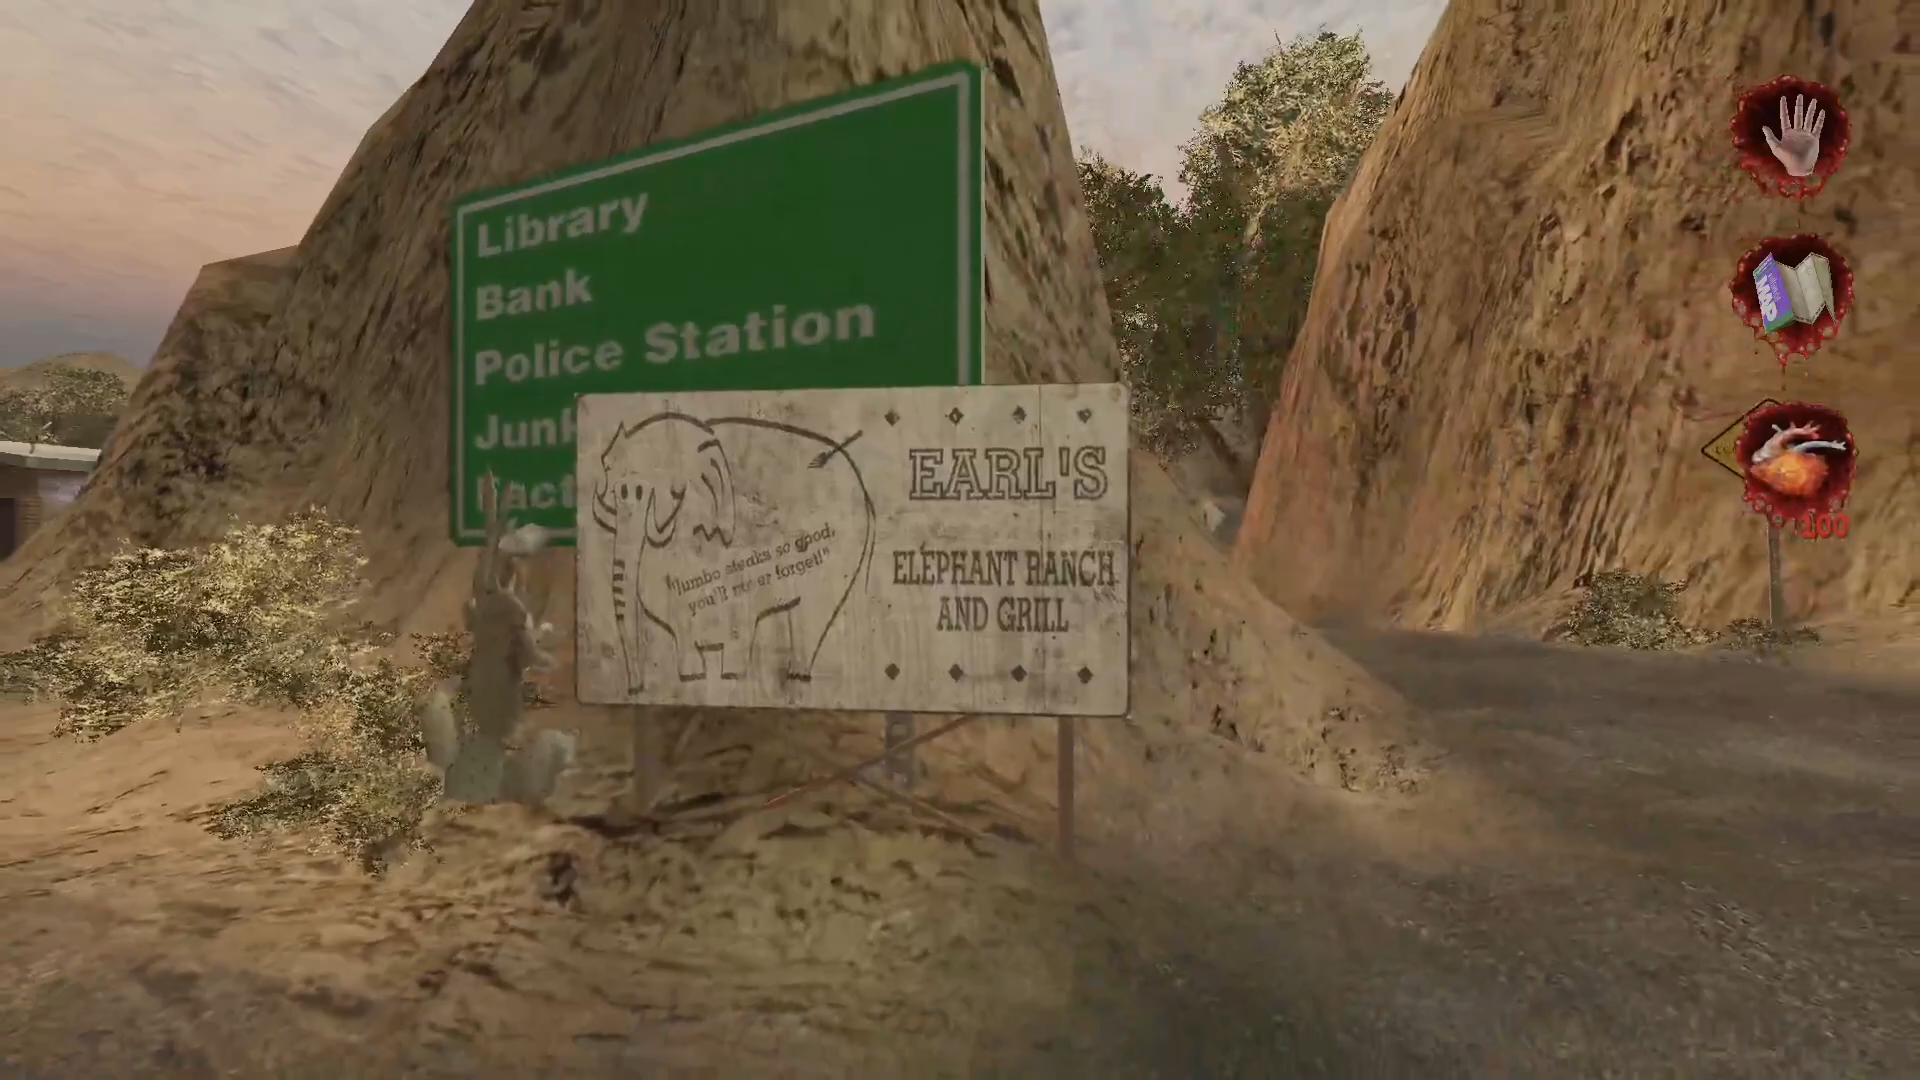 Library
Bank
Police Station
Junk
Fact
"Jumbo steaks so good,
you'll never forget!"
EARL'S
ELEPHANT RANCH
AND GRILL
MAP
100